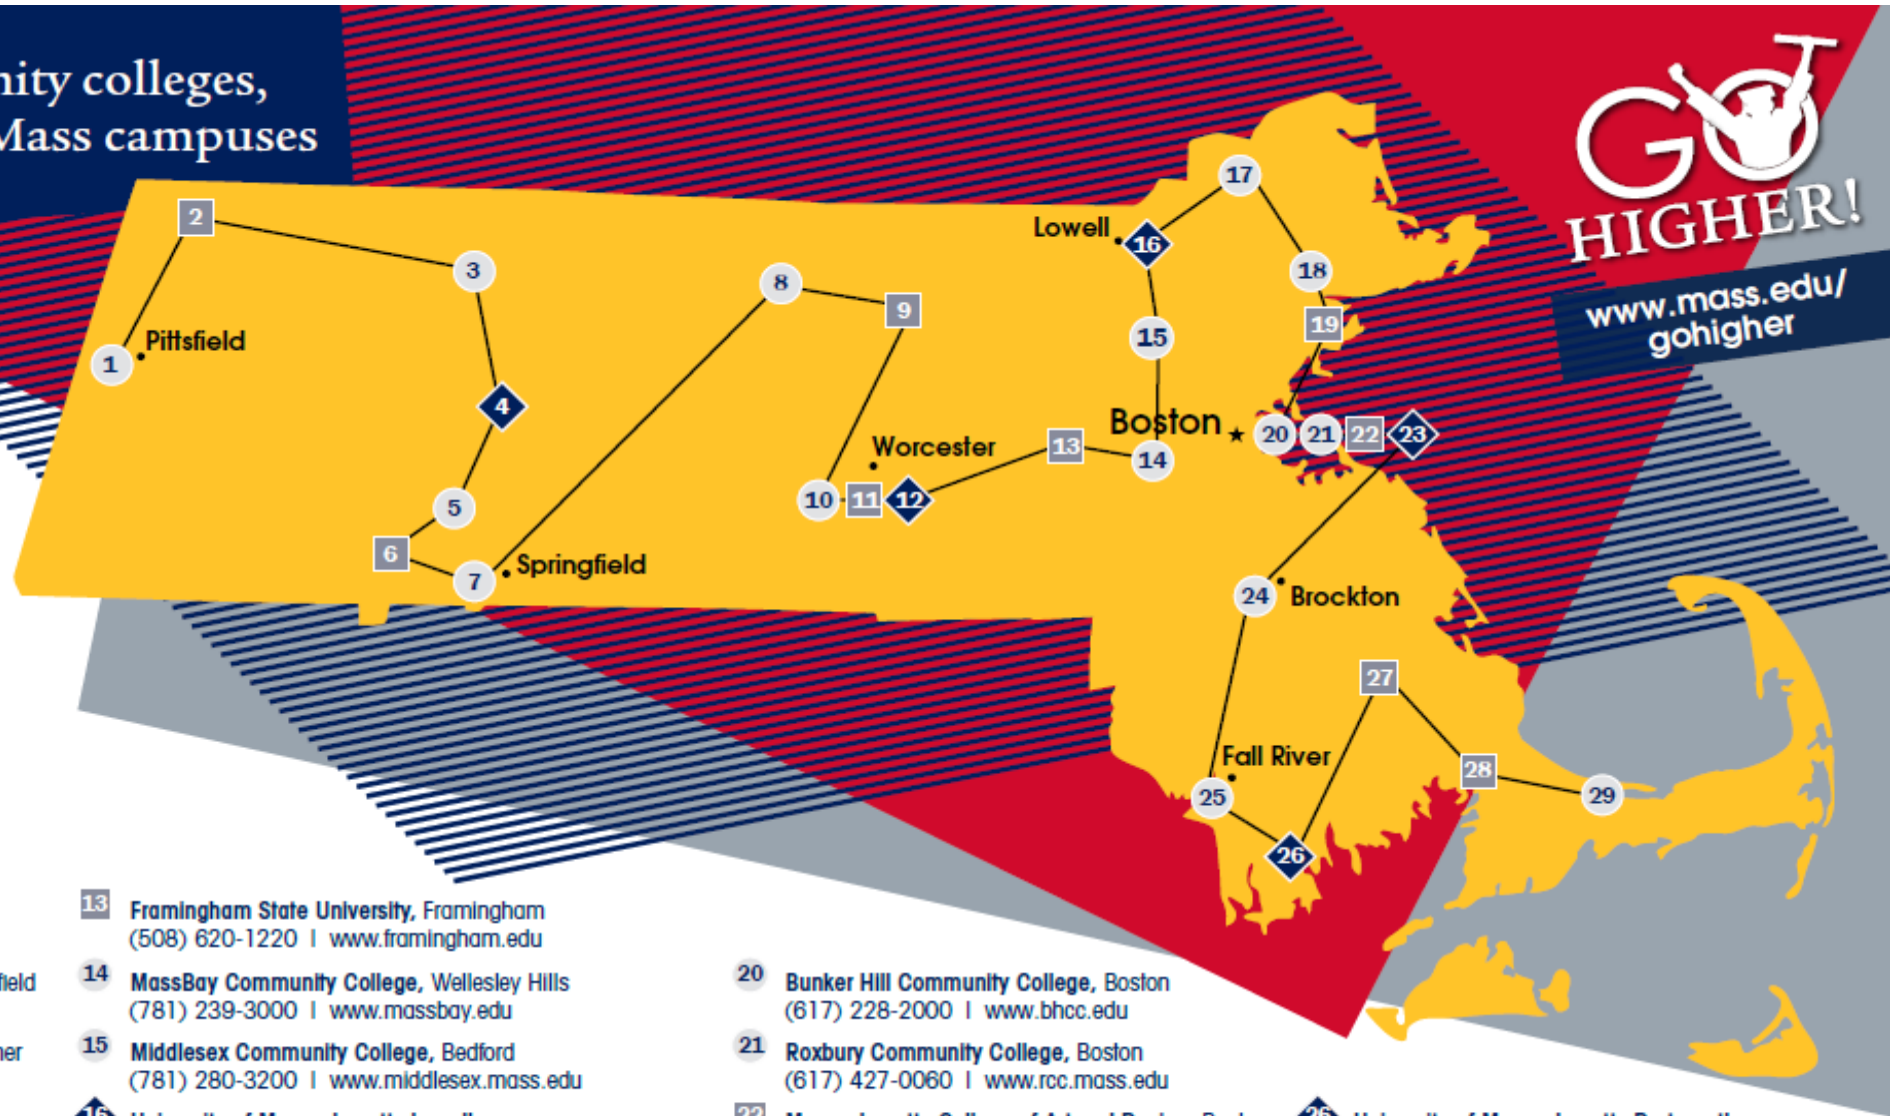 nity colleges,
Mass campuses
GO
HIGHER!
www.mass.edu/
gohigher
2
17
Lowell
16
3
18
8
9
19
15
Pittsfield
1
4
Boston
20
21
22
23
Worcester
13
14
10
11
12
5
6
7
Springfield
24
Brockton
27
Fall River
28
25
29
26
13 Framingham State University, Framingham
(508) 620-1220 | www.framingham.edu
field
14 MassBay Community College, Wellesley Hills
(781) 239-3000 | www.massbay.edu
ner
15 Middlesex Community College, Bedford
(781) 280-3200 | www.middlesex.mass.edu
16
20 Bunker Hill Community College, Boston
(617) 228-2000 | www.bhcc.edu
21 Roxbury Community College, Boston
(617) 427-0060 | www.rcc.mass.edu
22
26